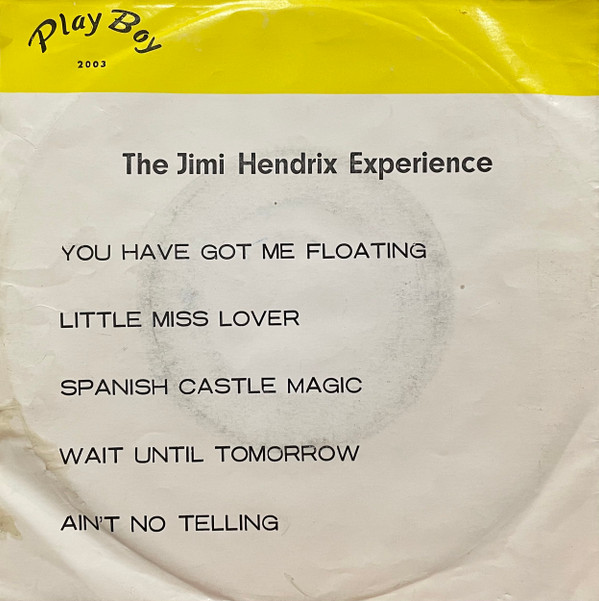 Play Boy
2003
The Jimi Hendrix Experience
YOU HAVE GOT ME FLOATING
LITTLE MISS LOVER
SPANISH CASTLE MAGIC
WAIT UNTIL TOMORROW
AIN'T NO TELLING